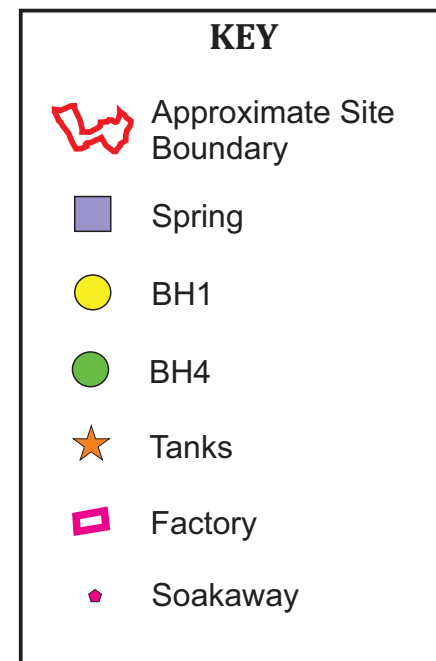 KEY
Approximate Site
Boundary
Spring
BH1
BH4
Tanks
Factory
Soakaway